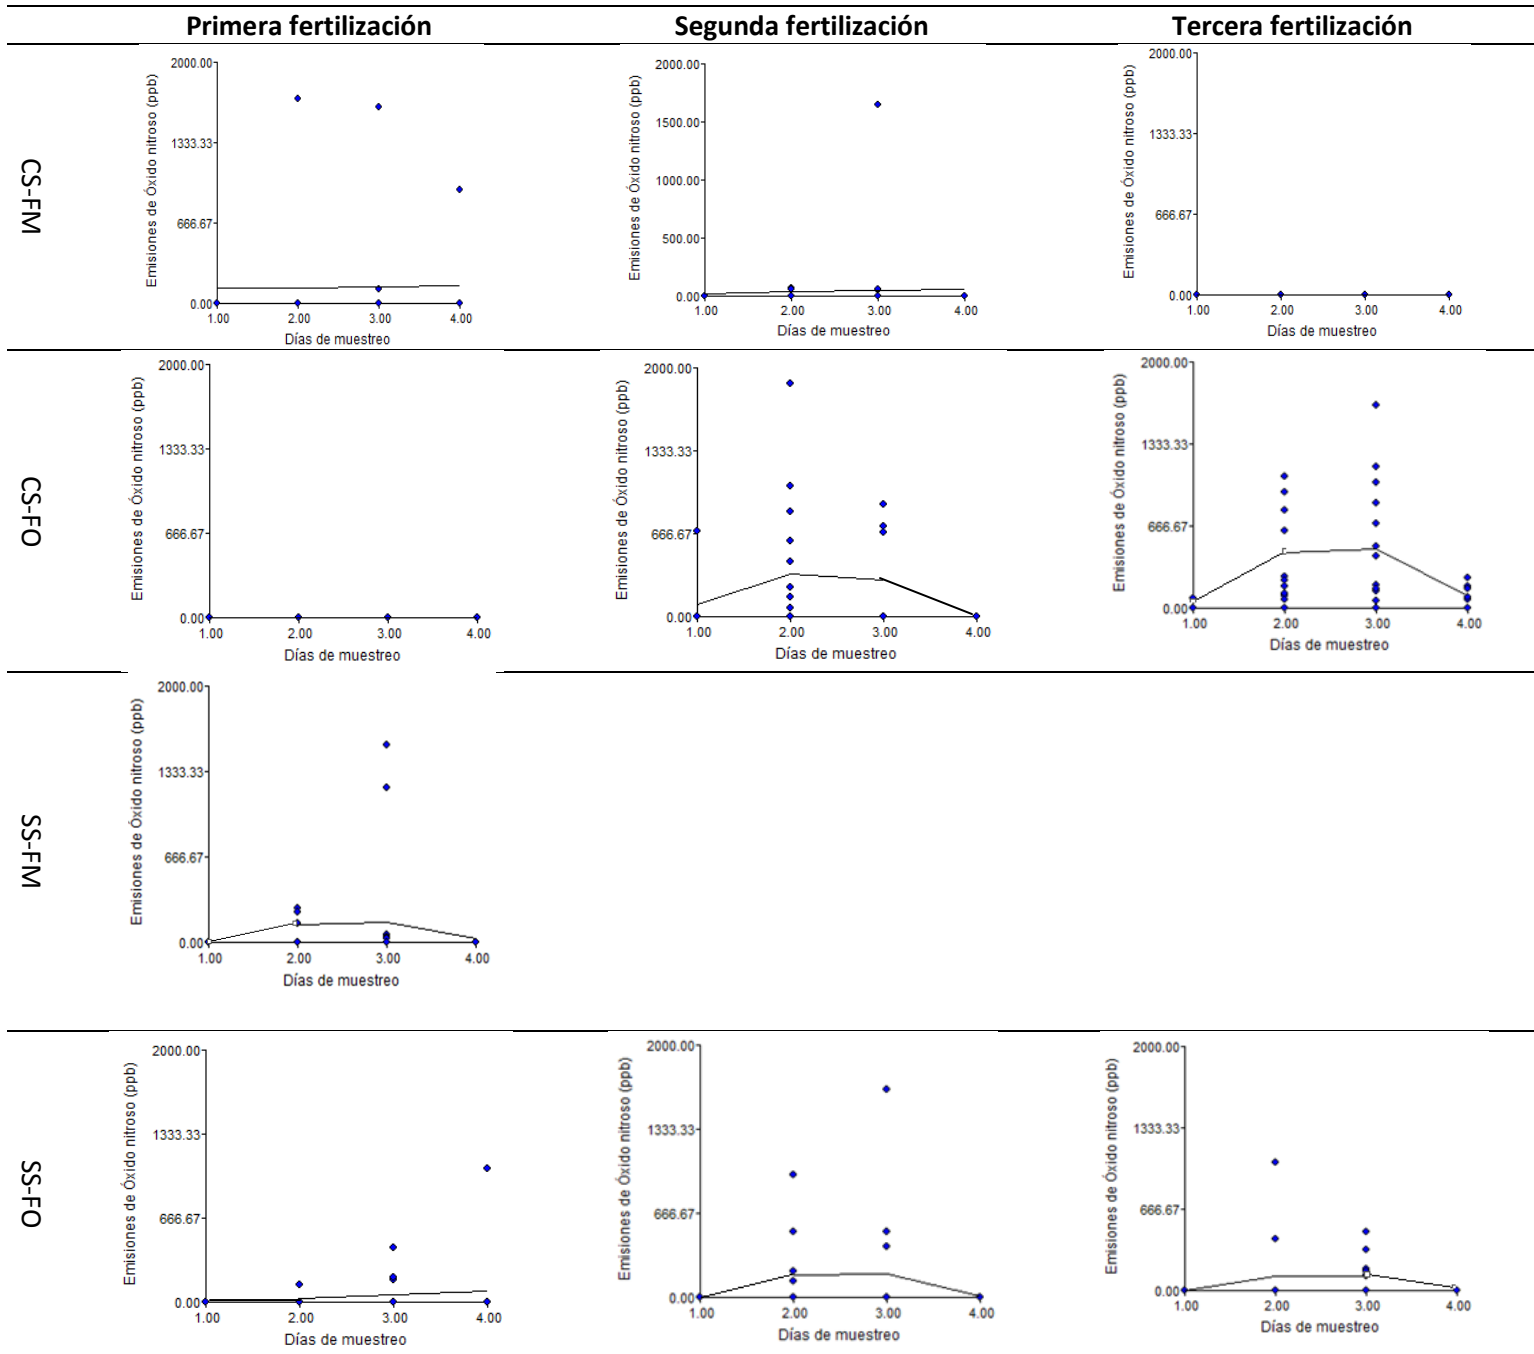 Primera fertilización Segunda fertilización Tercera fertilización
CS-FM
Emisiones de Óxido nitroso (ppb)
2000.00
1333.33
666.67
0.00
1.00 2.00 3.00 4.00
Días de muestreo
Emisiones de Óxido nitroso (ppb)
2000.00
1500.00
1000.00
500.00
0.00
1.00 2.00 3.00 4.00
Días de muestreo
Emisiones de Óxido nitroso (ppb)
2000.00
1333.33
666.67
0.00
1.00 2.00 3.00 4.00
Días de muestreo
CS-FO
Emisiones de Óxido nitroso (ppb)
2000.00
1333.33
666.67
0.00
1.00 2.00 3.00 4.00
Días de muestreo
Emisiones de Óxido nitroso (ppb)
2000.00
1333.33
666.67
0.00
1.00 2.00 3.00 4.00
Días de muestreo
Emisiones de Óxido nitroso (ppb)
2000.00
1333.33
666.67
0.00
1.00 2.00 3.00 4.00
Días de muestreo
SS-FM
Emisiones de Óxido nitroso (ppb)
2000.00
1333.33
666.67
0.00
1.00 2.00 3.00 4.00
Días de muestreo
SS-FO
Emisiones de Óxido nitroso (ppb)
2000.00
1333.33
666.67
0.00
1.00 2.00 3.00 4.00
Días de muestreo
Emisiones de Óxido nitroso (ppb)
2000.00
1333.33
666.67
0.00
1.00 2.00 3.00 4.00
Días de muestreo
Emisiones de Óxido nitroso (ppb)
2000.00
1333.33
666.67
0.00
1.00 2.00 3.00 4.00
Días de muestreo